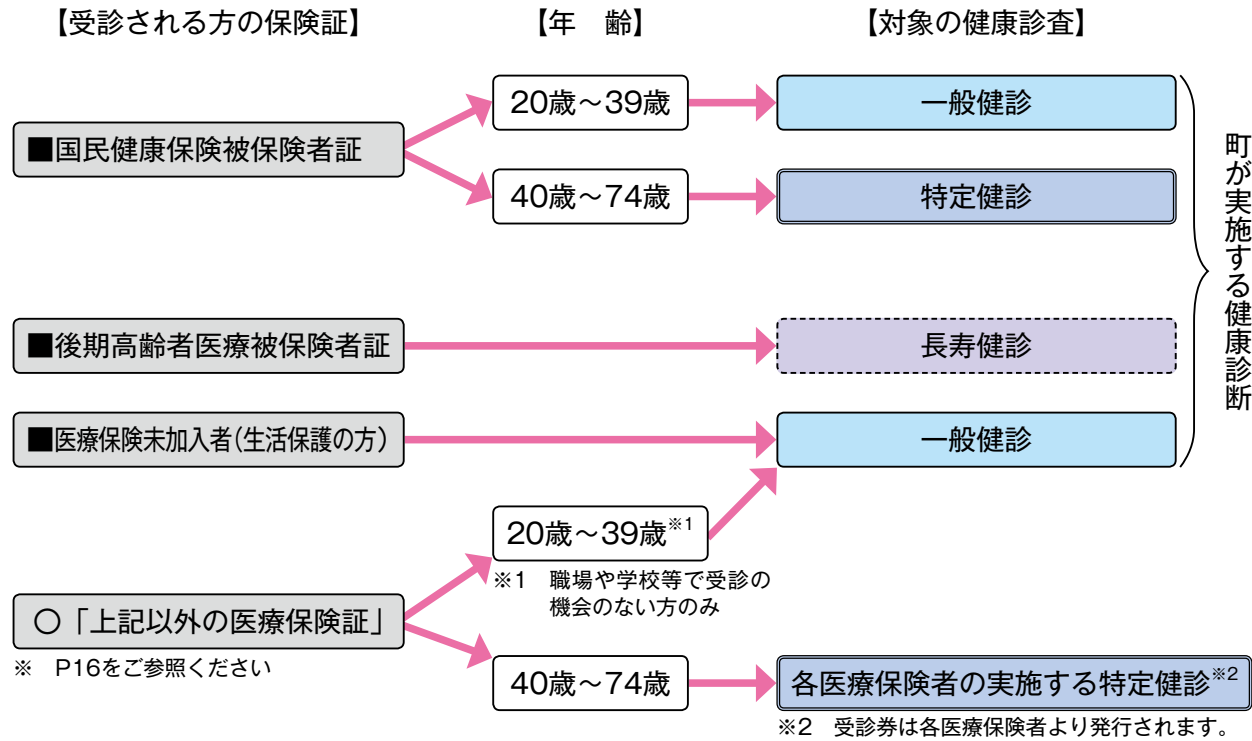 【受診される方の保険証】
【年　齢】
【対象の健康診査】
■国民健康保険被保険者証
20歳～39歳
一般健診
40歳～74歳
特定健診
■後期高齢者医療被保険者証
長寿健診
■医療保険未加入者(生活保護の方)
一般健診
町が実施する健康診断
○「上記以外の医療保険証」
※　P16をご参照ください
20歳～39歳※1
※1　職場や学校等で受診の
機会のない方のみ
40歳～74歳
各医療保険者の実施する特定健診※2
※2　受診券は各医療保険者より発行されます。